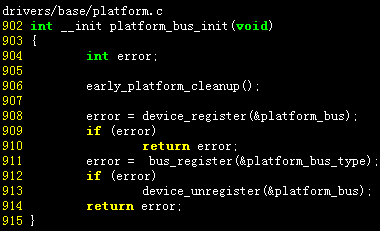 drivers/base/platform.c
902 int __init platform_bus_init(void)
903 {
904         int error;
905
906         early_platform_cleanup();
907
908         error = device_register(&platform_bus);
909         if (error)
910                 return error;
911         error =  bus_register(&platform_bus_type);
912         if (error)
913                 device_unregister(&platform_bus);
914         return error;
915 }